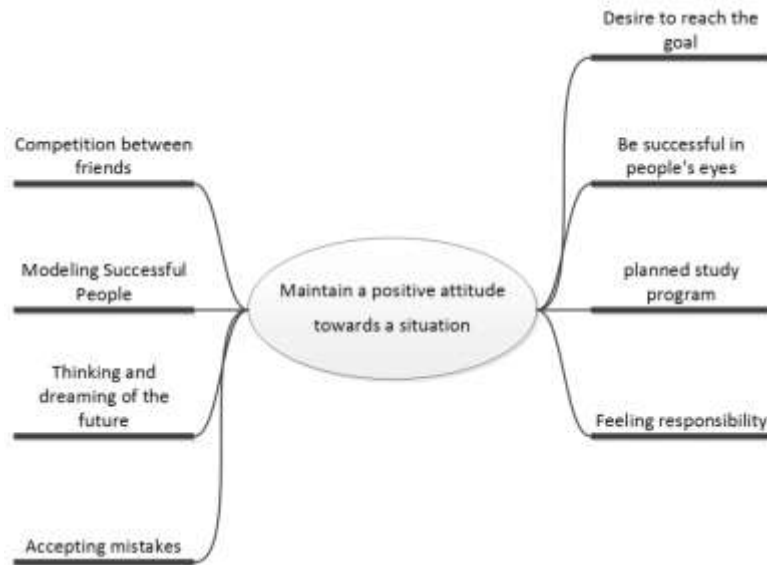 Desire to reach the
goal
Competition between
friends
Be successful in
people's eyes
Modeling Successful
People
Maintain a positive attitude
towards a situation
planned study
program
Thinking and
dreaming of the
future
Feeling responsibility
Accepting mistakes